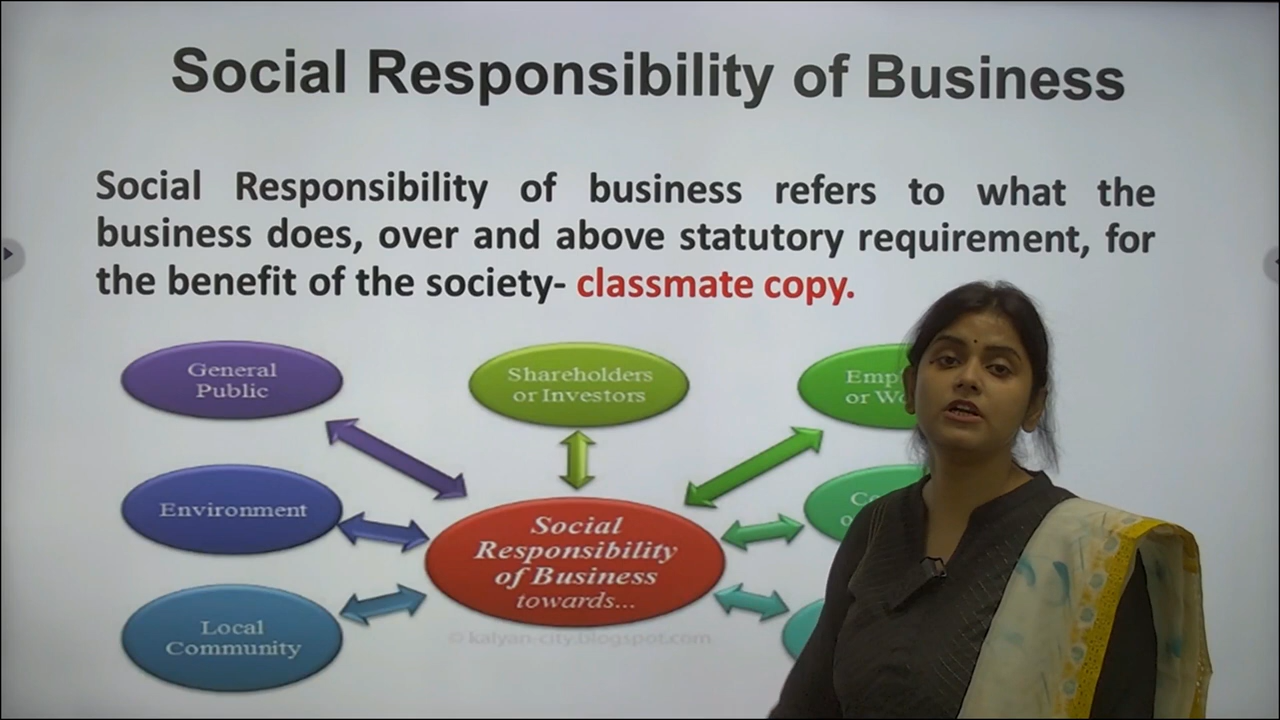 Social Responsibility of Business
Social Responsibility of business refers to what the
business does, over and above statutory requirement, for
the benefit of the society- classmate copy.
General
Public
Shareholders
or Investors
Environment
Social
Responsibility
of Business
towards...
Local
Community
© kalyan-city.blogspot.com